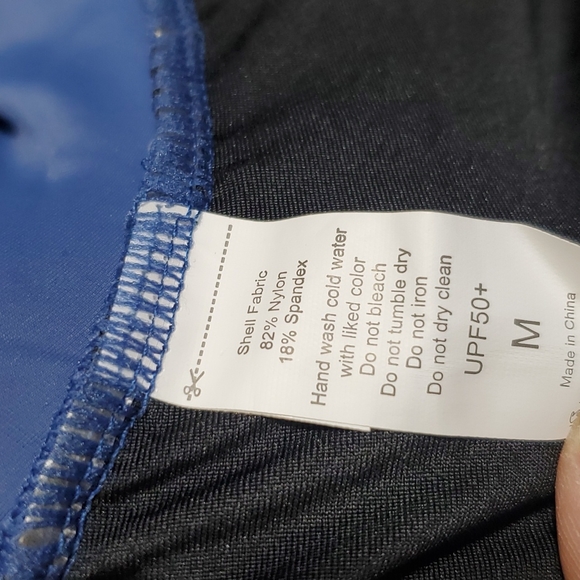 Shell Fabric
82% Nylon
18% Spandex
Hand wash cold water
with liked color
Do not bleach
Do not tumble dry
Do not iron
Do not dry clean
UPF50+
M
Made in China